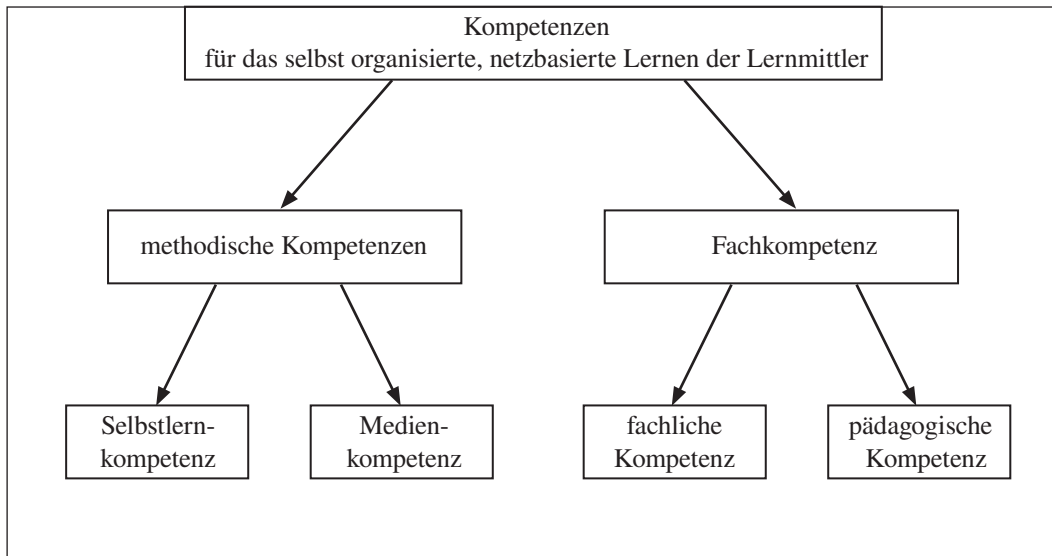 Kompetenzen
für das selbst organisierte, netzbasierte Lernen der Lernmittler
methodische Kompetenzen
Fachkompetenz
Selbstlern-
kompetenz
Medien-
kompetenz
fachliche
Kompetenz
pädagogische
Kompetenz